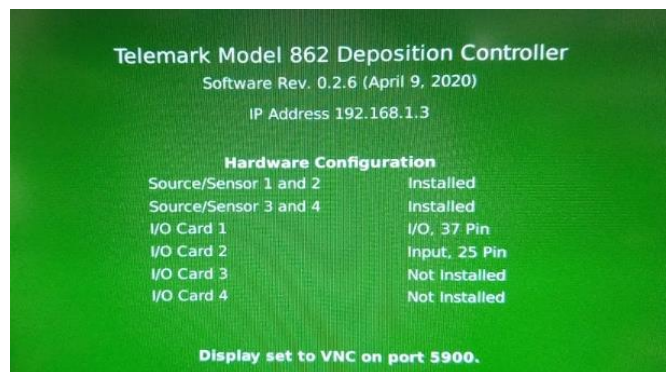 Telemark Model 862 Deposition Controller
Software Rev. 0.2.6 (April 9, 2020)
IP Address 192.168.1.3
Hardware Configuration
Source/Sensor 1 and 2 Installed
Source/Sensor 3 and 4 Installed
I/O Card 1 I/O, 37 Pin
I/O Card 2 Input, 25 Pin
I/O Card 3 Not Installed
I/O Card 4 Not Installed
Display set to VNC on port 5900.